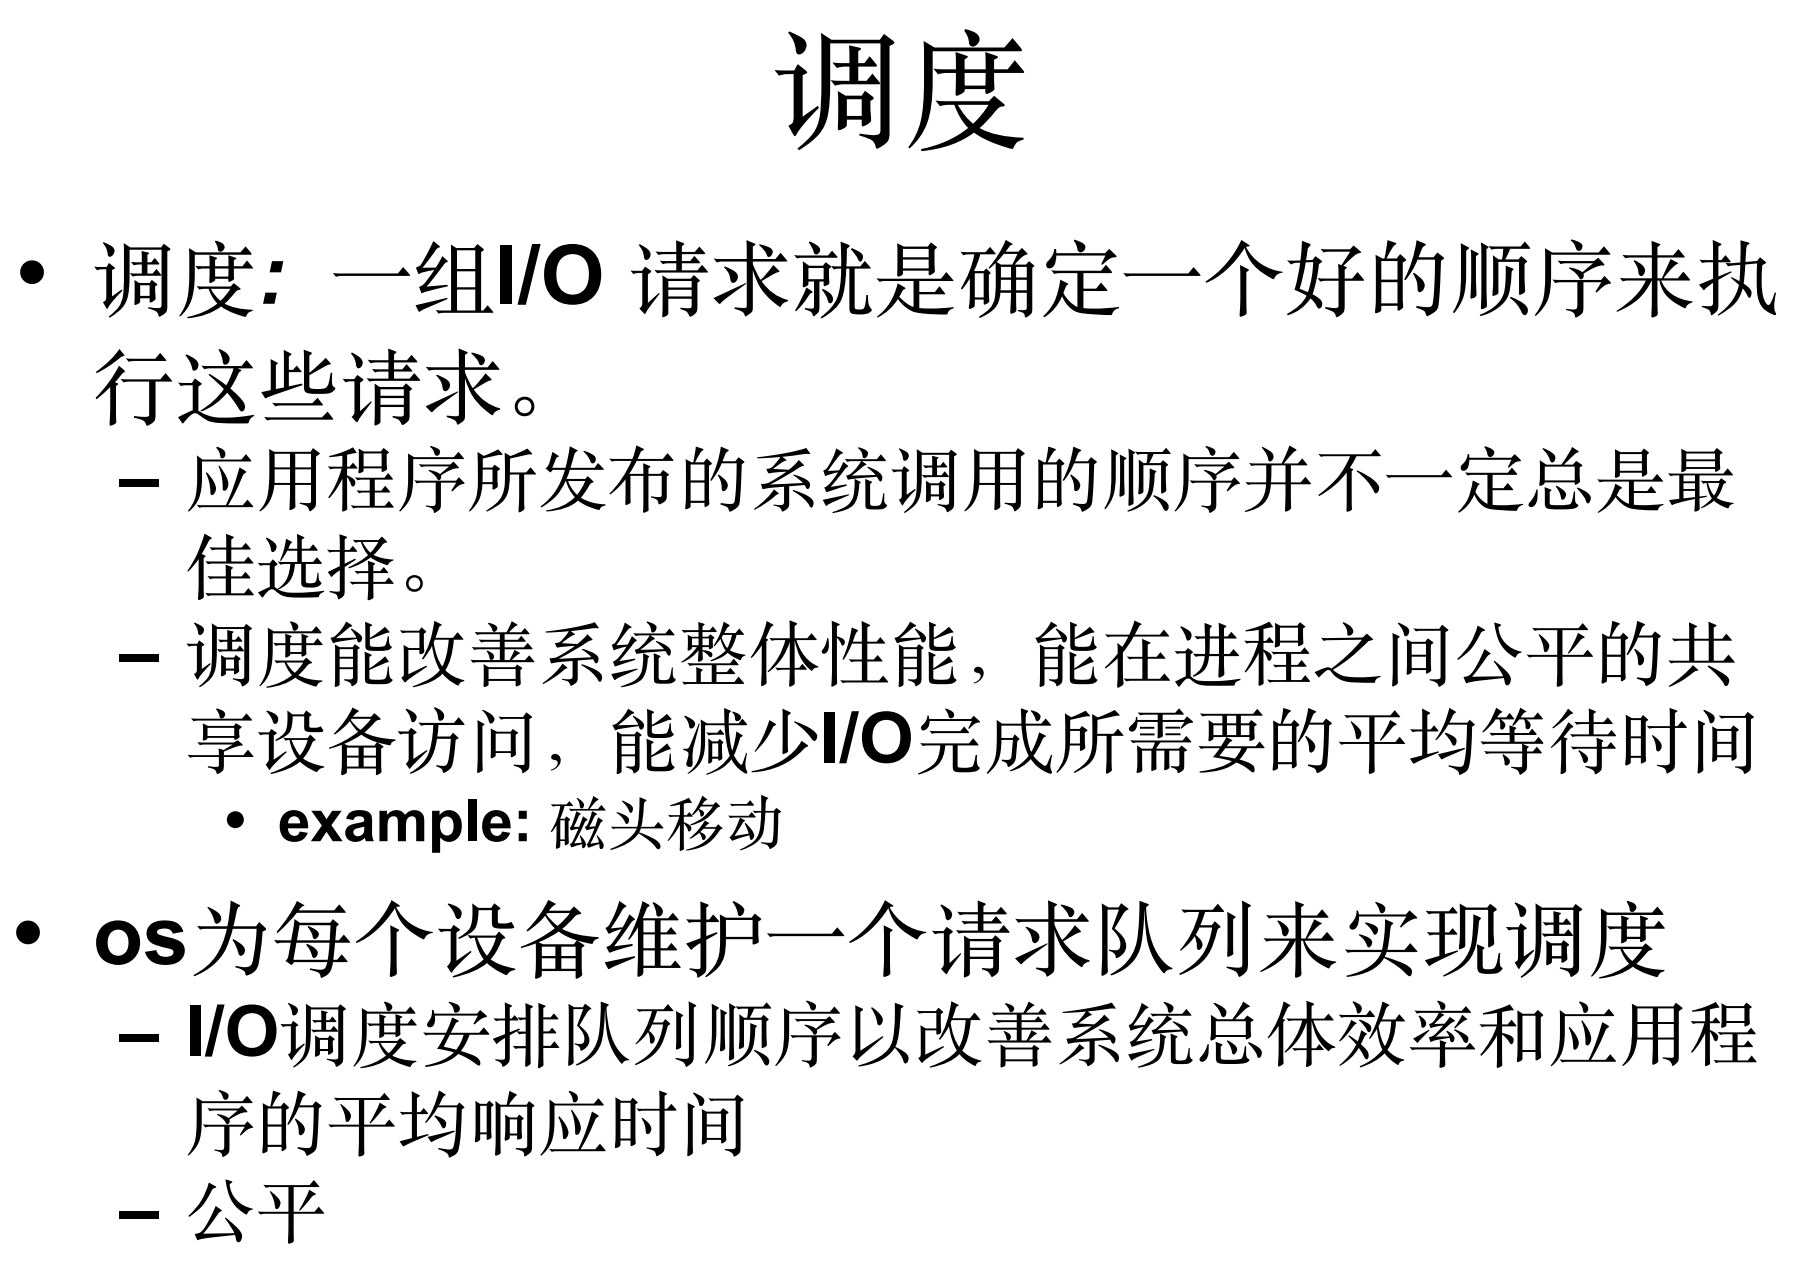 调度
• 调度: 一组I/O 请求就是确定一个好的顺序来执
行这些请求。
– 应用程序所发布的系统调用的顺序并不一定总是最
佳选择。
– 调度能改善系统整体性能，能在进程之间公平的共
享设备访问，能减少I/O完成所需要的平均等待时间
• example: 磁头移动
• os为每个设备维护一个请求队列来实现调度
– I/O调度安排队列顺序以改善系统总体效率和应用程
序的平均响应时间
– 公平